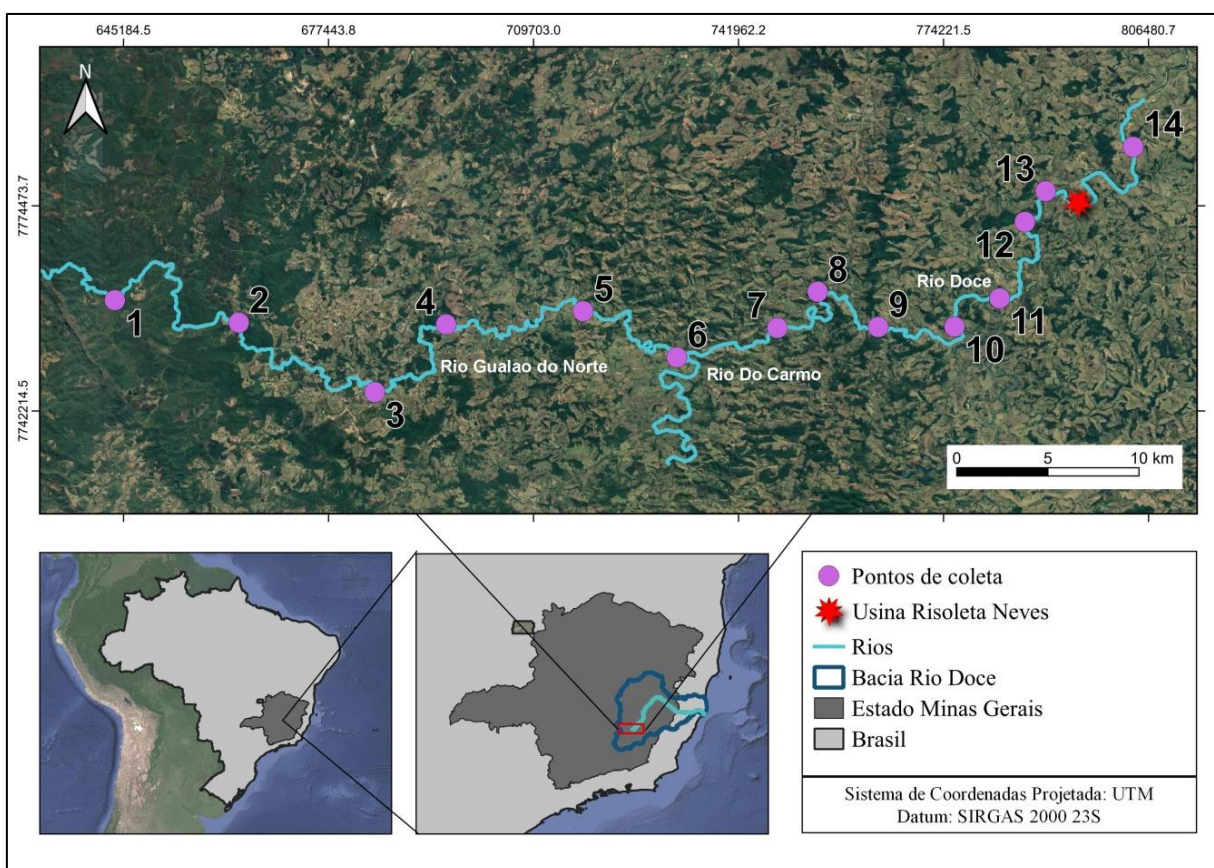 645184.5 677443.8 709703.0 741962.2 774221.5 806480.7
N
7774473.7
7742214.5
1
2
3
4
5
6
7
8
9
10
11
12
13
14
Rio Gualao do Norte
Rio Do Carmo
Rio Doce
0 5 10 km
Pontos de coleta
Usina Risoleta Neves
Rios
Bacia Rio Doce
Estado Minas Gerais
Brasil
Sistema de Coordenadas Projetada: UTM
Datum: SIRGAS 2000 23S